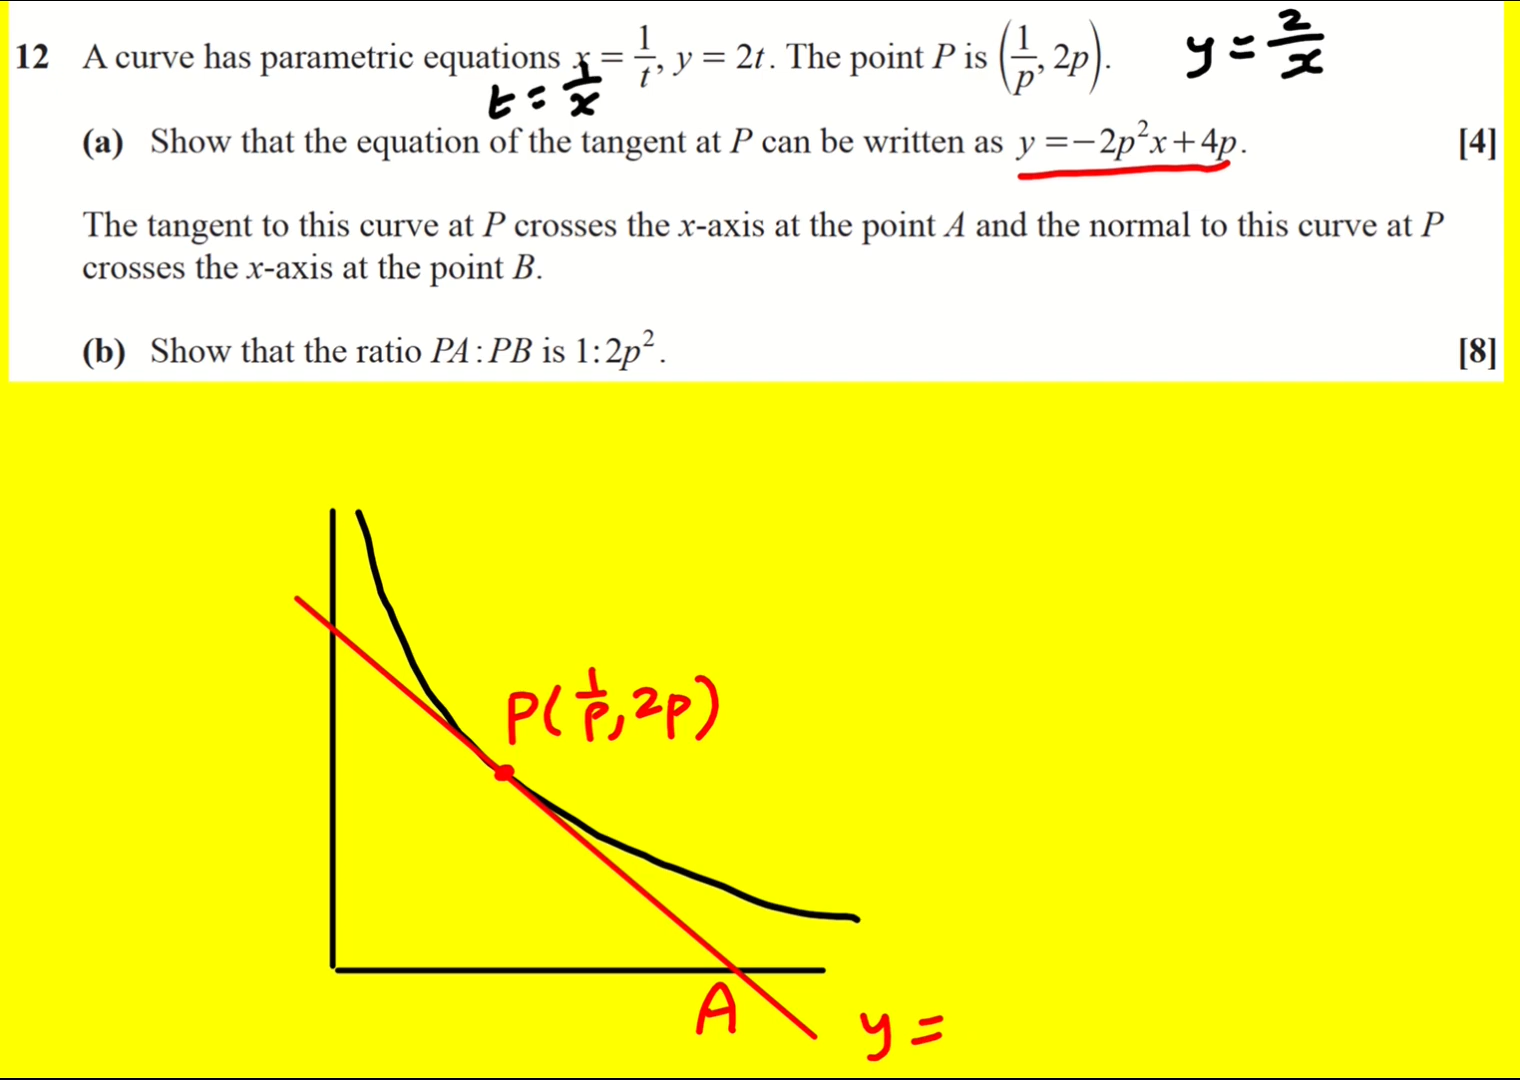 12 A curve has parametric equations x = 1/t, y = 2t. The point P is (1/p, 2p). y = 2/x
t = 1/x
(a) Show that the equation of the tangent at P can be written as y = −2p²x + 4p. [4]
The tangent to this curve at P crosses the x-axis at the point A and the normal to this curve at P
crosses the x-axis at the point B.
(b) Show that the ratio PA : PB is 1 : 2p². [8]
P(1/p, 2p)
A
y =